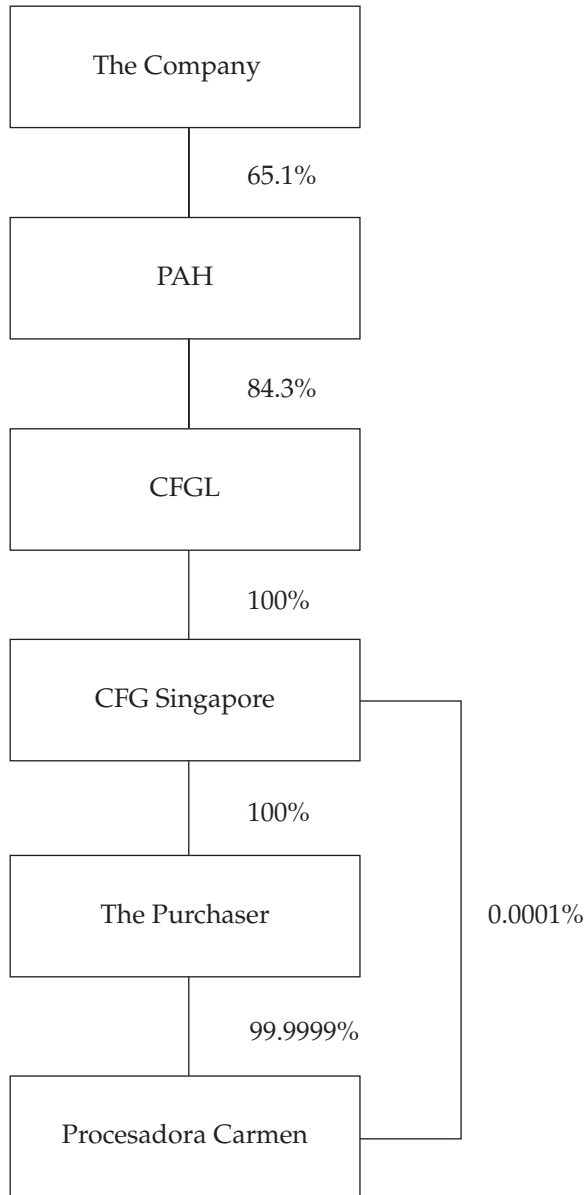 The Company
65.1%
PAH
84.3%
CFGL
100%
CFG Singapore
100%
The Purchaser
0.0001%
99.9999%
Procesadora Carmen